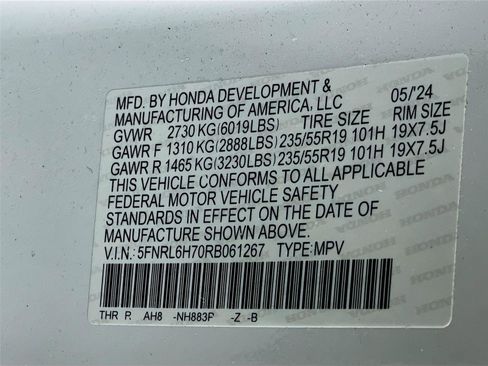 MFD. BY HONDA DEVELOPMENT &
MANUFACTURING OF AMERICA, LLC 05/'24
GVWR 2730 KG(6019LBS) TIRE SIZE RIM SIZE
GAWR F 1310 KG(2888LBS) 235/55R19 101H 19X7.5J
GAWR R 1465 KG(3230LBS) 235/55R19 101H 19X7.5J
THIS VEHICLE CONFORMS TO ALL APPLICABLE
FEDERAL MOTOR VEHICLE SAFETY
STANDARDS IN EFFECT ON THE DATE OF
MANUFACTURE SHOWN ABOVE.
V.I.N.: 5FNRL6H70RB061267 TYPE:MPV
THR AH8 -NH883P -Z -B